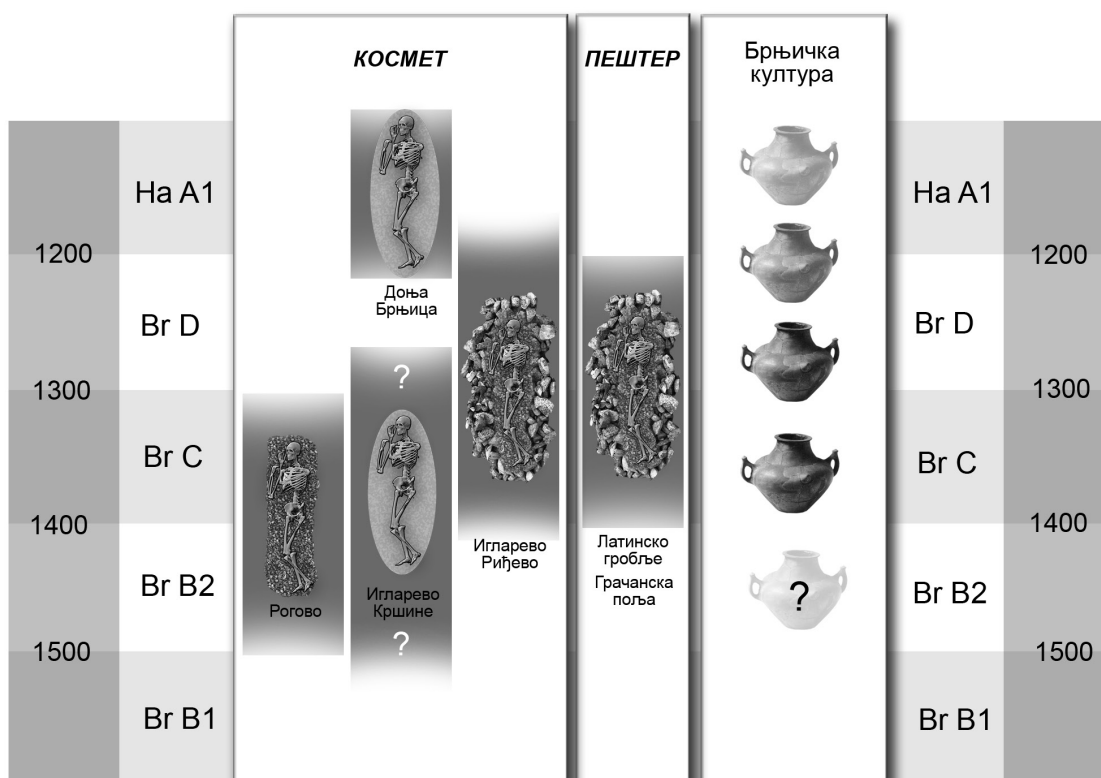 КОСМЕТ
ПЕШТЕР
Брњичка
култура
Ha A1
Ha A1
1200
1200
Доња
Брњица
Br D
Br D
?
1300
1300
Br C
Br C
1400
1400
Игларево
Риђево
Латинско
гробље
Грачанска
поља
Br B2
Рогово
Игларево
Кршине
?
Br B2
?
1500
1500
Br B1
Br B1